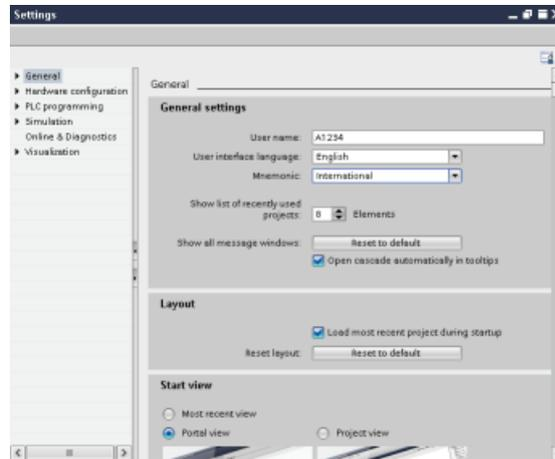 Settings
General
Hardware configuration
PLC programming
Simulation
Online & Diagnostics
Visualization
General
General settings
User name: A1234
User interface language: English
Mnemonic: International
Show list of recently used
projects: 8 Elements
Show all message windows: Reset to default
Open cascade automatically in tooltips
Layout
Load most recent project during startup
Reset layout: Reset to default
Start view
Most recent view
Portal view Project view